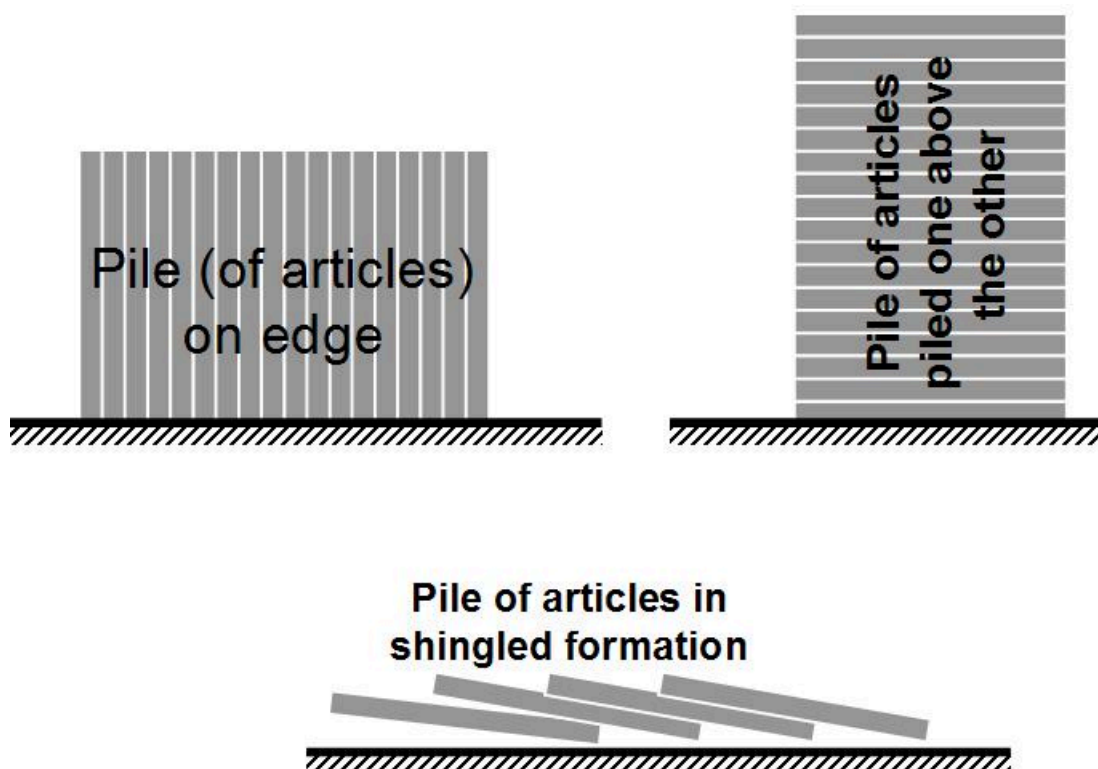 Pile (of articles)
on edge
Pile of articles
piled one above
the other
Pile of articles in
shingled formation